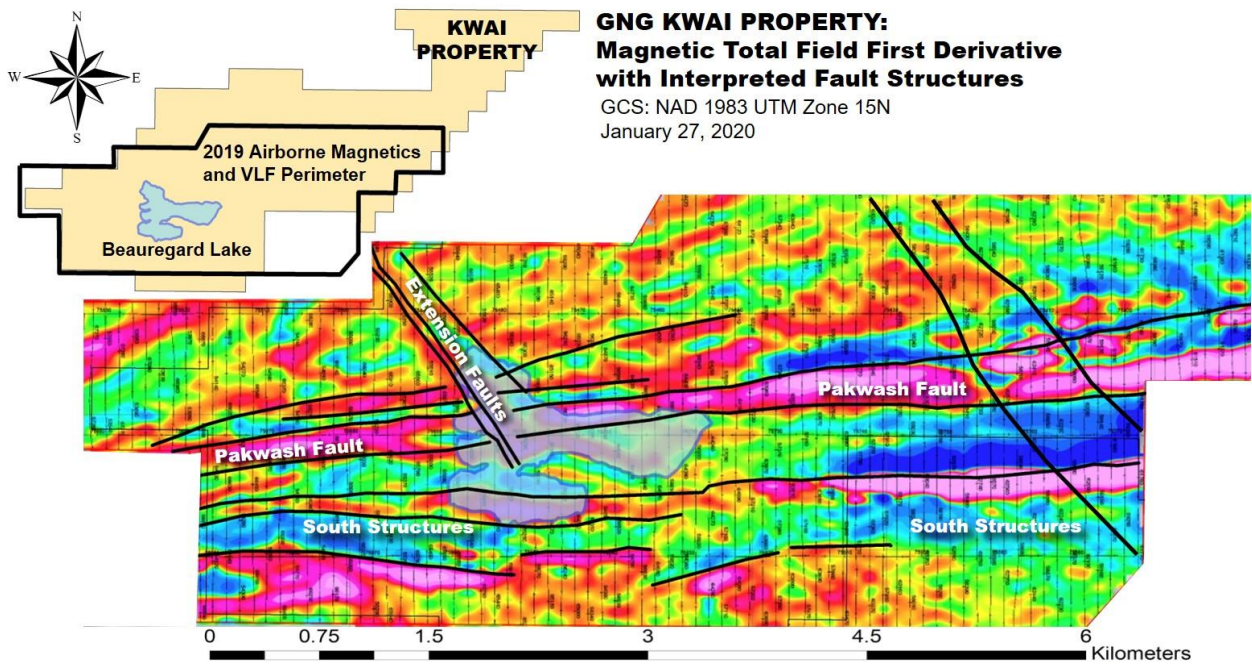 GNG KWAI PROPERTY:
Magnetic Total Field First Derivative
with Interpreted Fault Structures
GCS: NAD 1983 UTM Zone 15N
January 27, 2020
N
W
E
S
KWAI
PROPERTY
2019 Airborne Magnetics
and VLF Perimeter
Beauregard Lake
Extension Faults
Pakwash Fault
Pakwash Fault
South Structures
South Structures
0 0.75 1.5 3 4.5 6
Kilometers